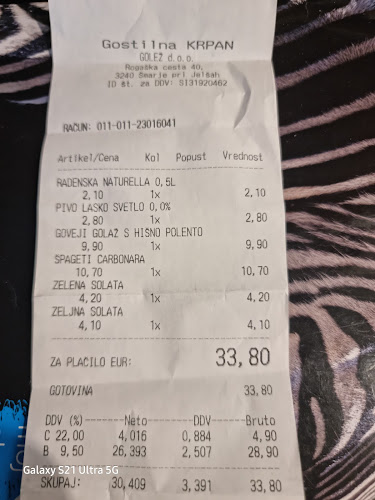 Gostilna KRPAN
GOLEŽ d.o.o.
Rogaška cesta 40,
3240 Šmarje pri Jelšah
ID št. za DDV: SI31920462
RAČUN: 011-011-23016041
Artikel/Cena Kol Popust Vrednost
RADENSKA NATURELLA 0,5L
2,10 1x 2,10
PIVO LAŠKO SVETLO 0,0%
2,80 1x 2,80
GOVEJI GOLAŽ S HIŠNO POLENTO
9,90 1x 9,90
ŠPAGETI CARBONARA
10,70 1x 10,70
ZELENA SOLATA
4,20 1x 4,20
ZELJNA SOLATA
4,10 1x 4,10
ZA PLAČILO EUR: 33,80
GOTOVINA 33,80
DDV (%) Neto DDV Bruto
C 22,00 4,016 0,884 4,90
B 9,50 26,393 2,507 28,90
SKUPAJ: 30,409 3,391 33,80
Galaxy S21 Ultra 5G